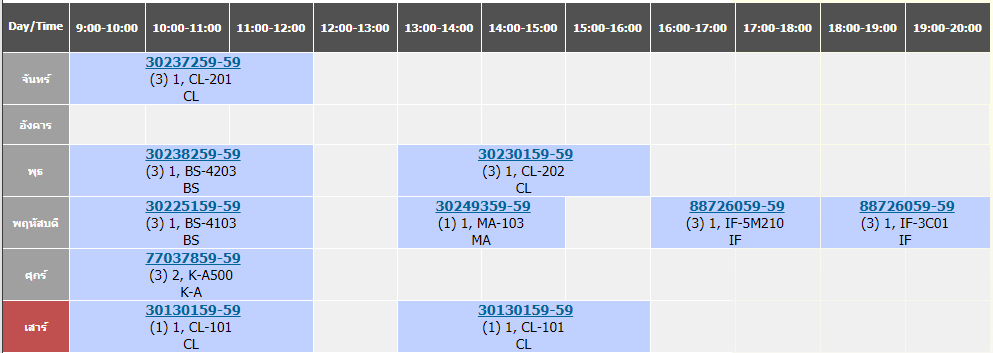 Day/Time 9:00-10:00 10:00-11:00 11:00-12:00 12:00-13:00 13:00-14:00 14:00-15:00 15:00-16:00 16:00-17:00 17:00-18:00 18:00-19:00 19:00-20:00
จันทร์
30237259-59
(3) 1, CL-201
CL
อังคาร
พุธ
30238259-59
(3) 1, BS-4203
BS
30230159-59
(3) 1, CL-202
CL
พฤหัสบดี
30225159-59
(3) 1, BS-4103
BS
30249359-59
(1) 1, MA-103
MA
88726059-59
(3) 1, IF-5M210
IF
88726059-59
(3) 1, IF-3C01
IF
ศุกร์
77037859-59
(3) 2, K-A500
K-A
เสาร์
30130159-59
(1) 1, CL-101
CL
30130159-59
(1) 1, CL-101
CL